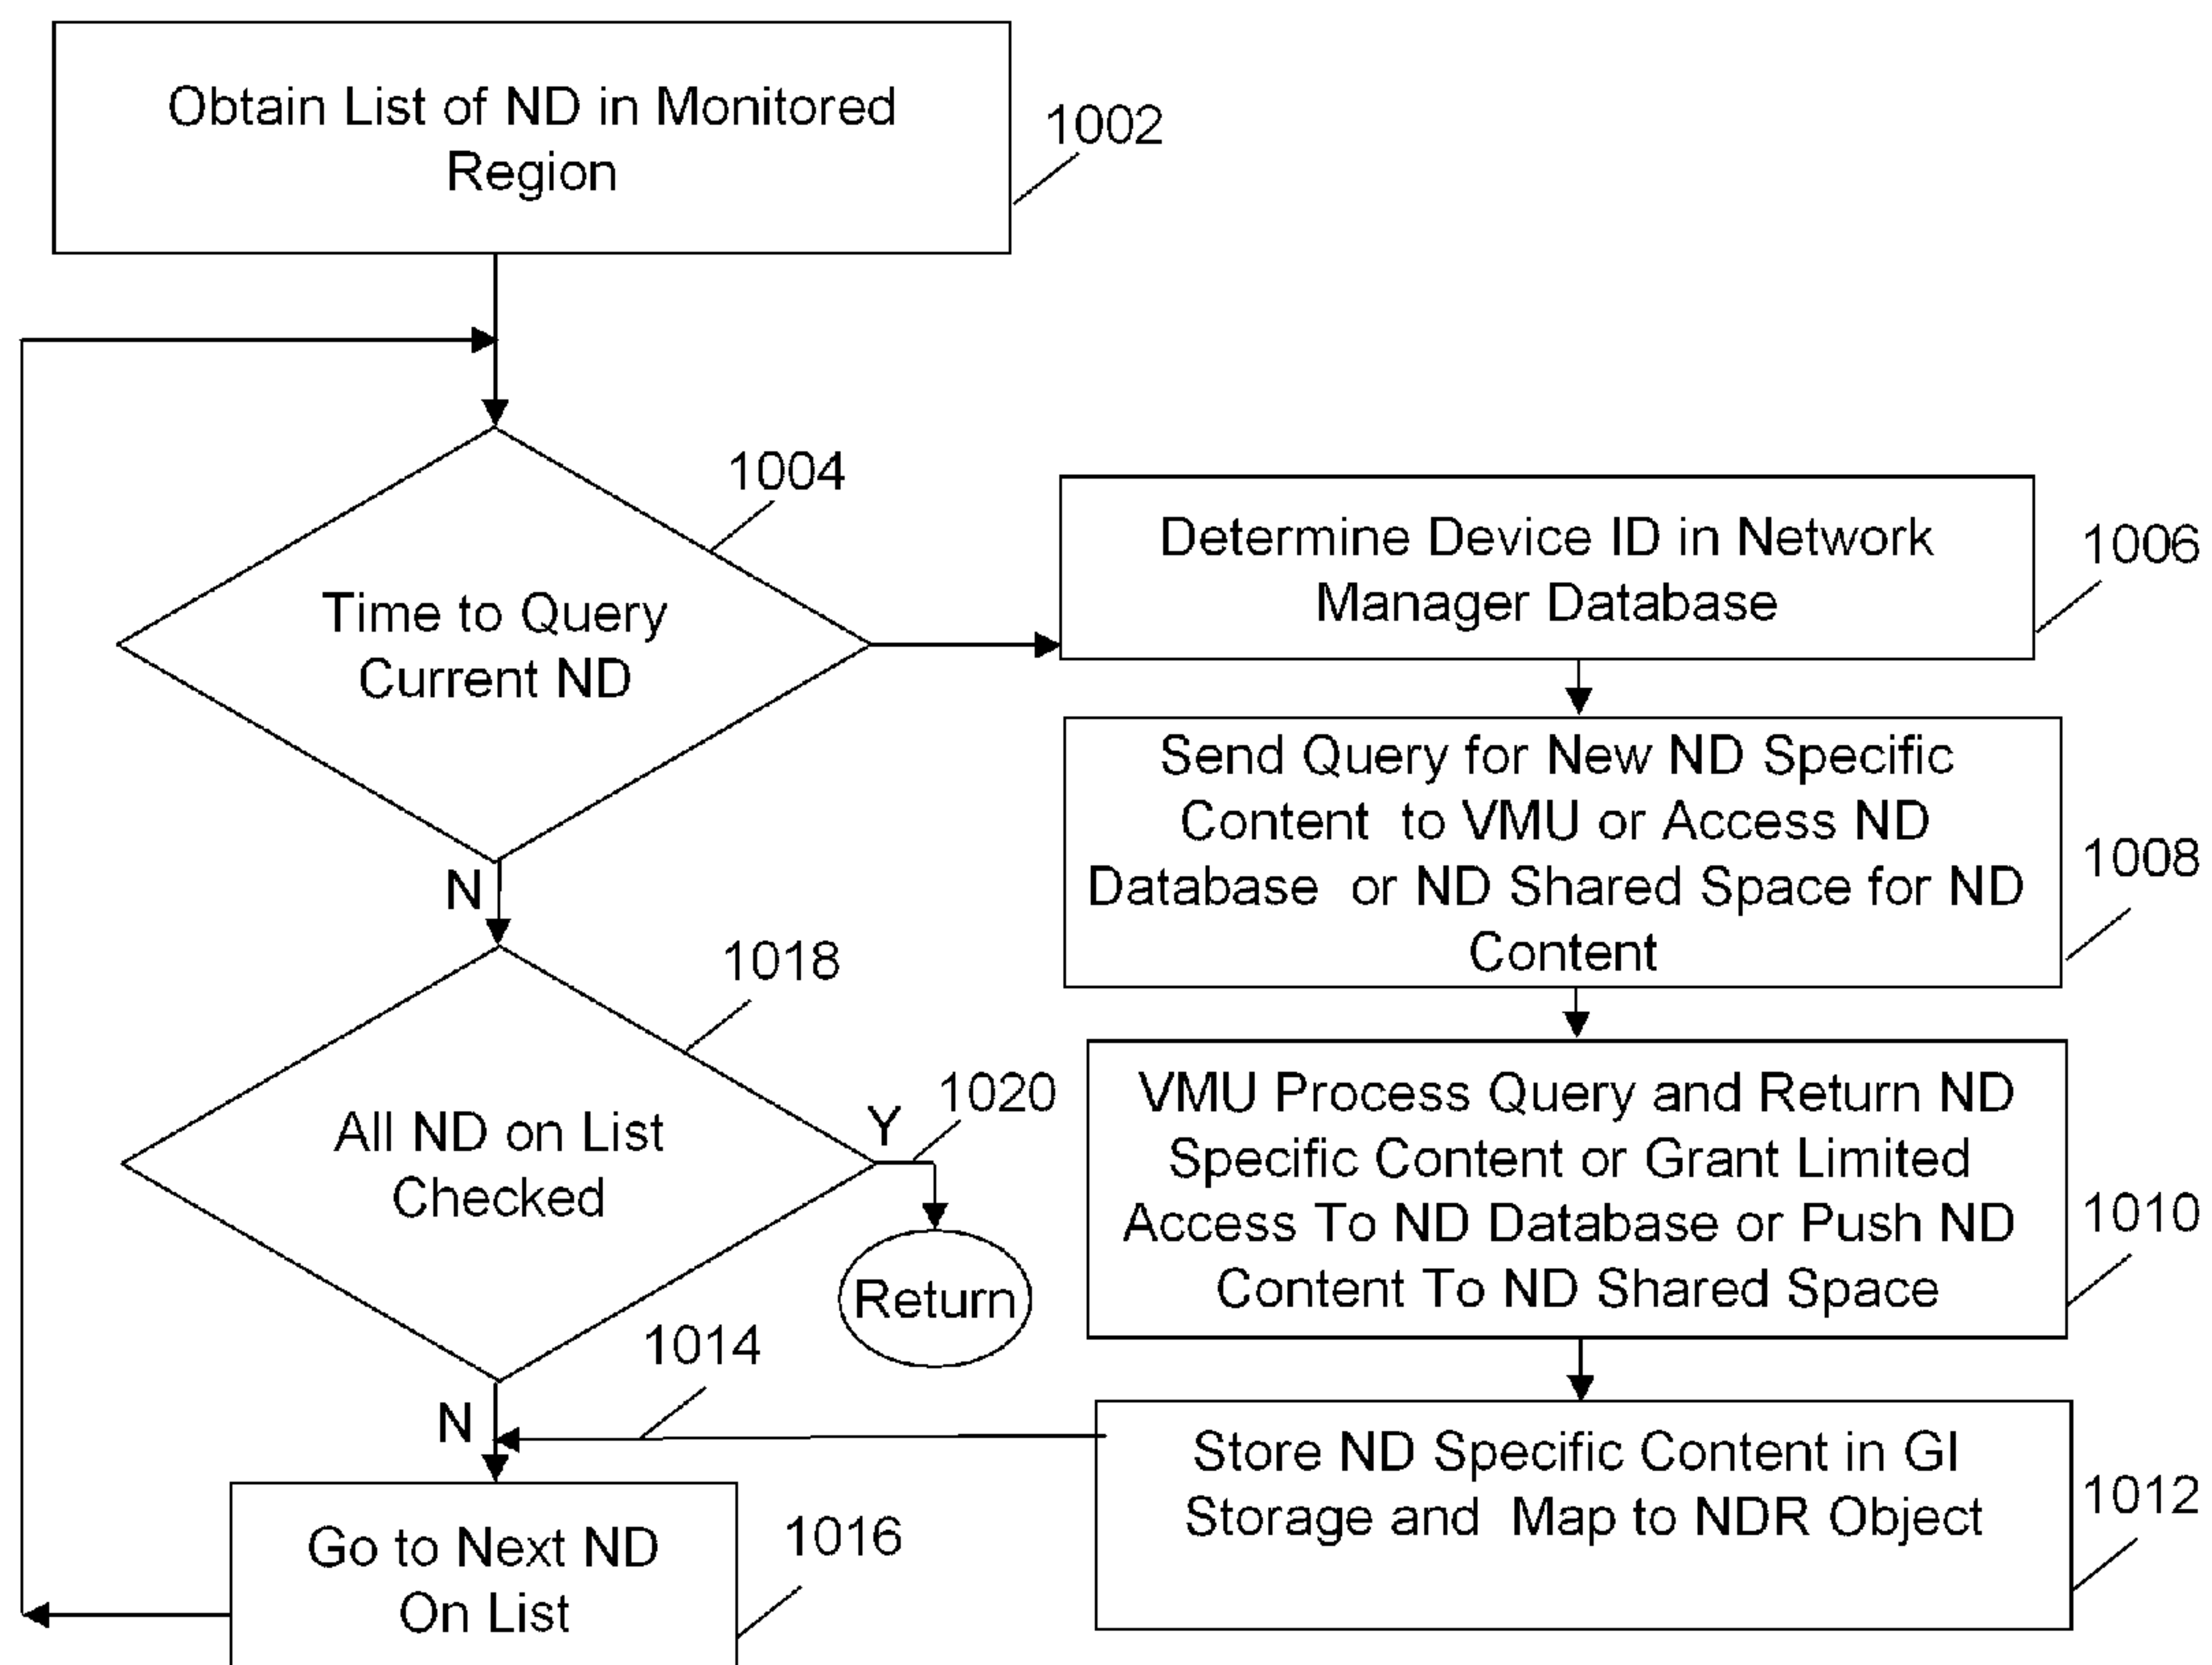 Obtain List of ND in Monitored
Region
1002
1004
Time to Query
Current ND
N
Determine Device ID in Network
Manager Database
1006
Send Query for New ND Specific
Content to VMU or Access ND
Database or ND Shared Space for ND
Content
1008
1018
All ND on List
Checked
Y
1020
Return
N
VMU Process Query and Return ND
Specific Content or Grant Limited
Access To ND Database or Push ND
Content To ND Shared Space
1010
1014
Store ND Specific Content in GI
Storage and Map to NDR Object
1012
Go to Next ND
On List
1016